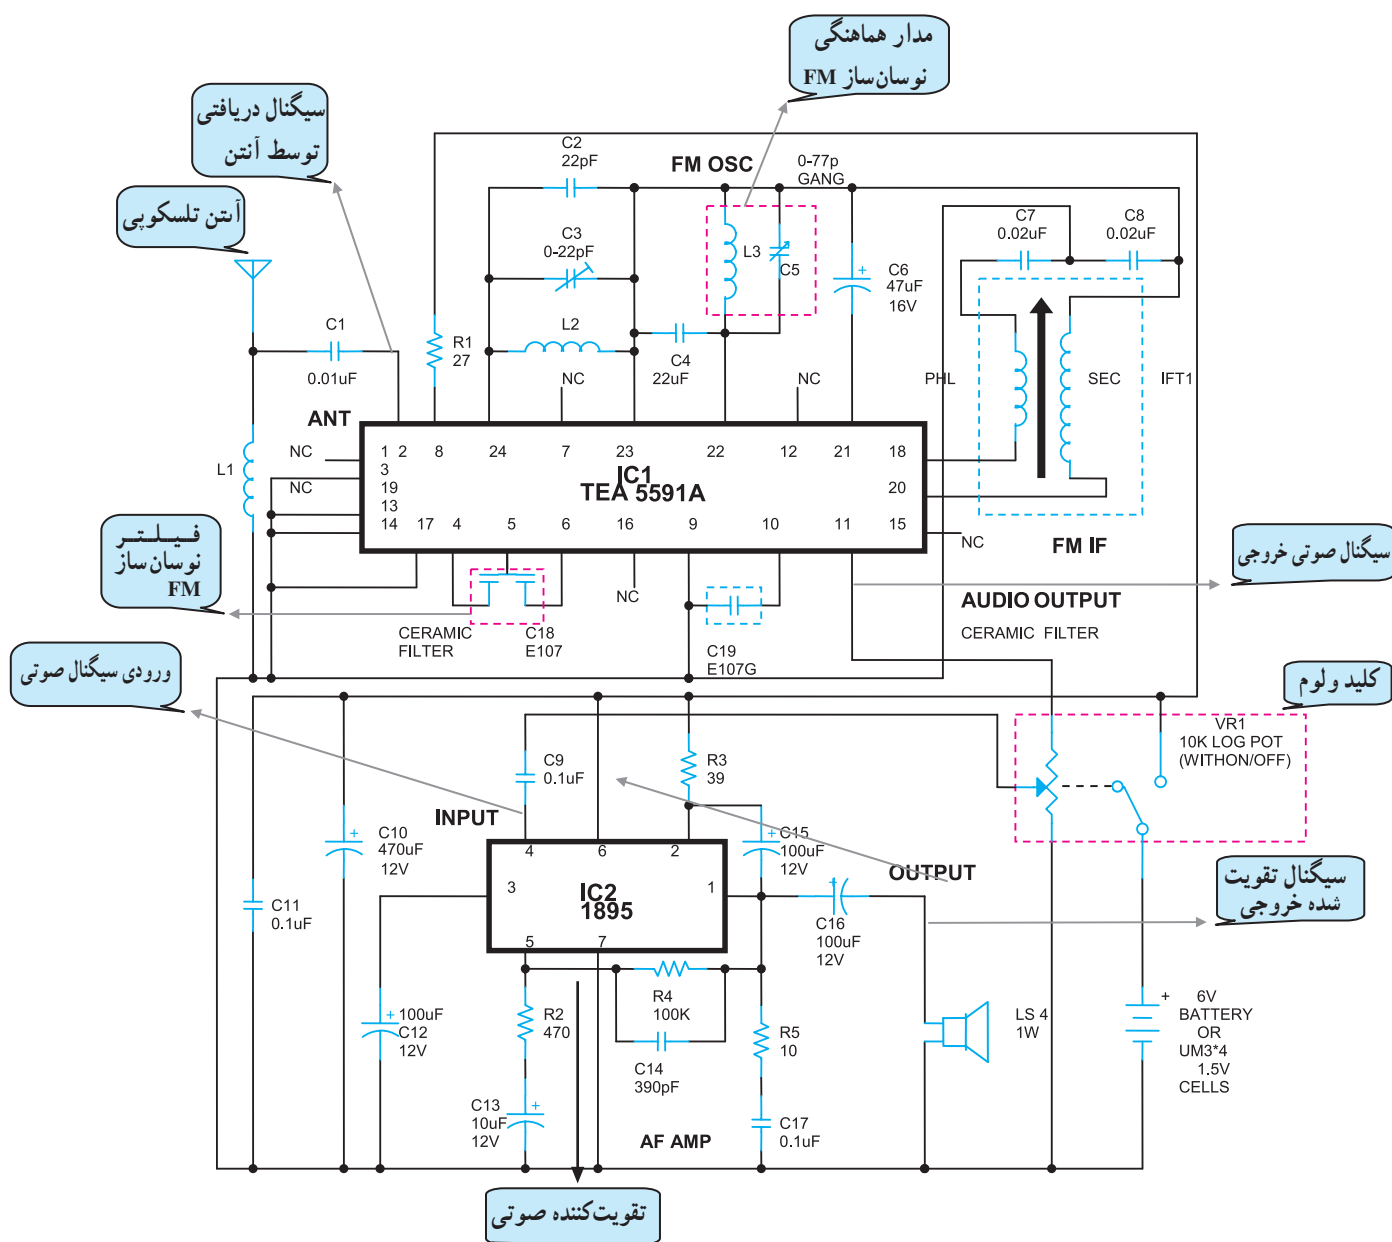 مدار هماهنگی
نوسان‌ساز FM
سیگنال دریافتی
توسط آنتن
آنتن تلسکوپی
C2
22pF
FM OSC
0-77p
GANG
C3
0-22pF
L3
C5
C6
47uF
16V
C7
0.02uF
C8
0.02uF
C1
0.01uF
R1
27
L2
C4
22uF
NC
NC
PHL
SEC
IFT1
ANT
L1
NC
NC
1 2 8 24 7 23 22 12 21 18
3
19
13
14 17 4 5 6 16 9 10 11 15
20
IC1
TEA 5591A
NC
FM IF
فیلتر
نوسان‌ساز
FM
سیگنال صوتی خروجی
NC
CERAMIC
FILTER
C18
E107
C19
E107G
AUDIO OUTPUT
CERAMIC FILTER
ورودی سیگنال صوتی
کلید ولوم
VR1
10K LOG POT
(WITHON/OFF)
C9
0.1uF
R3
39
INPUT
C10
470uF
12V
C15
100uF
12V
OUTPUT
4 6 2
3 1
5 7
IC2
1895
C11
0.1uF
C16
100uF
12V
سیگنال تقویت
شده خروجی
100uF
C12
12V
R2
470
R4
100K
C14
390pF
R5
10
LS 4
1W
6V
BATTERY
OR
UM3*4
1.5V
CELLS
C13
10uF
12V
AF AMP
C17
0.1uF
تقویت‌کننده صوتی